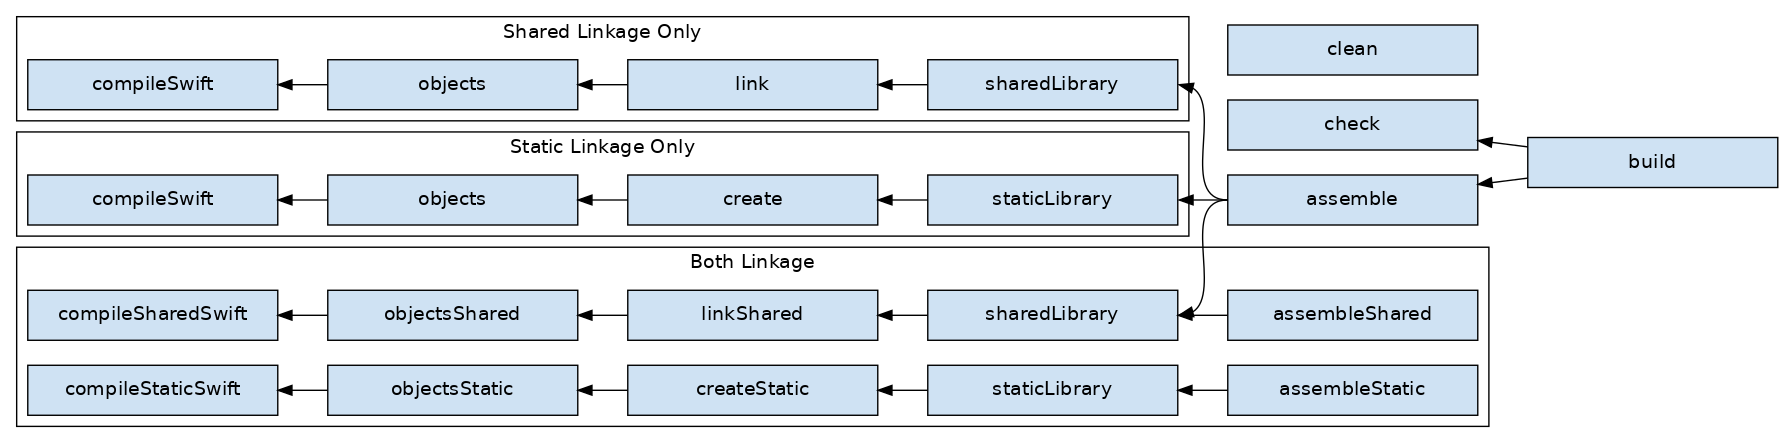 Shared Linkage Only
compileSwift
objects
link
sharedLibrary
clean
check
build
Static Linkage Only
compileSwift
objects
create
staticLibrary
assemble
Both Linkage
compileSharedSwift
objectsShared
linkShared
sharedLibrary
assembleShared
compileStaticSwift
objectsStatic
createStatic
staticLibrary
assembleStatic